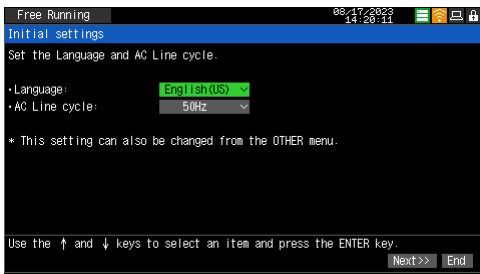 Free Running
08/17/2023
14:20:11
Initial settings
Set the Language and AC Line cycle.
・Language: English(US)
・AC Line cycle: 50Hz
* This setting can also be changed from the OTHER menu.
Use the ↑ and ↓ keys to select an item and press the ENTER key.
Next>> End